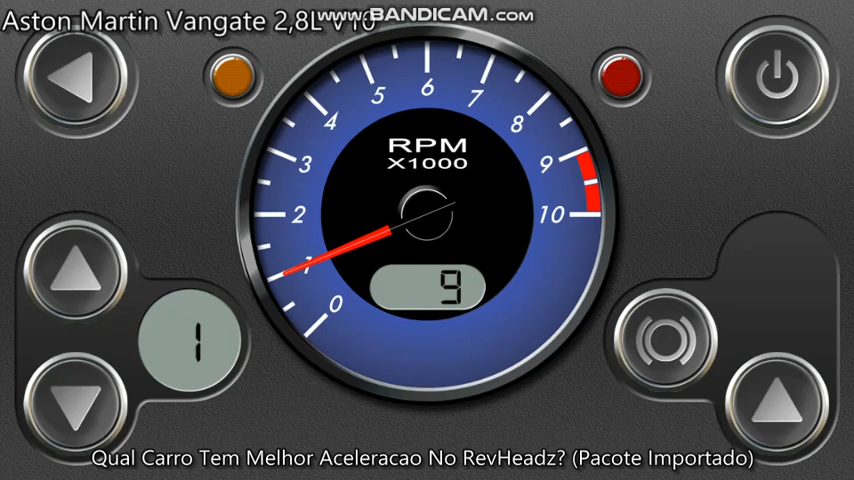 www.BANDICAM.com
Aston Martin Vangate 2,8L V10
5 6 7
4 8
3 9
RPM
X1000
2 10
1
9
0
1
Qual Carro Tem Melhor Aceleracao No RevHeadz? (Pacote Importado)